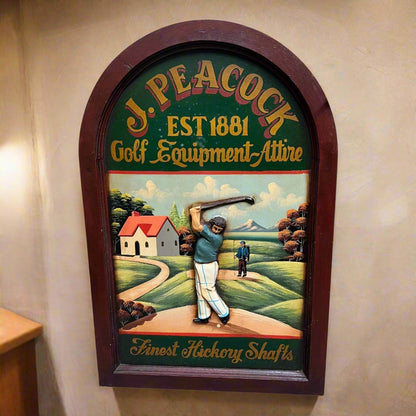 J. PEACOCK
EST 1881
Golf Equipment-Attire
Finest Hickory Shafts